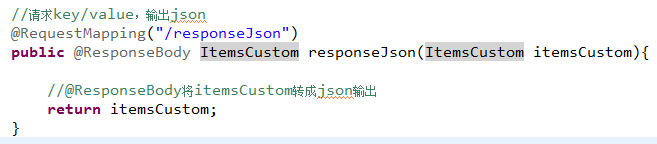 //请求key/value，输出json
@RequestMapping("/responseJson")
public @ResponseBody ItemsCustom responseJson(ItemsCustom itemsCustom){
//@ResponseBody将itemsCustom转成json输出
return itemsCustom;
}